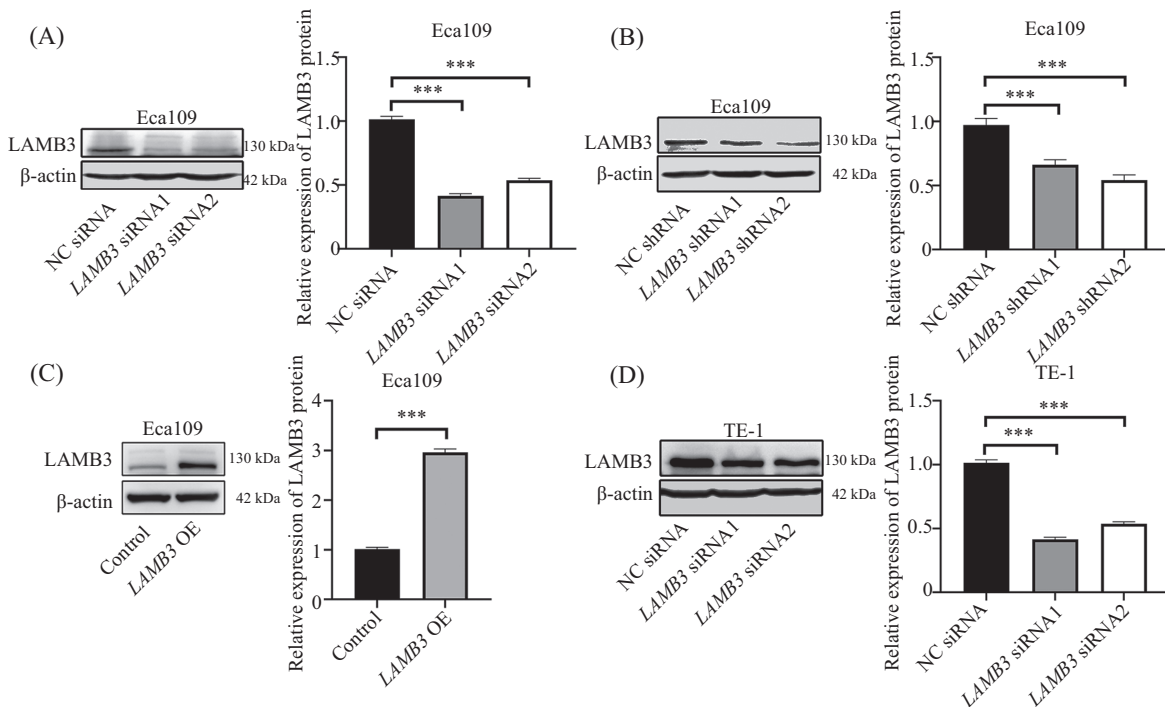 (A)
Eca109
LAMB3
130 kDa
β-actin
42 kDa
NC siRNA
LAMB3 siRNA1
LAMB3 siRNA2
Eca109
Relative expression of LAMB3 protein
1.5
1.0
0.5
0
***
***
NC siRNA
LAMB3 siRNA1
LAMB3 siRNA2
(B)
Eca109
LAMB3
130 kDa
β-actin
42 kDa
NC shRNA
LAMB3 shRNA1
LAMB3 shRNA2
Eca109
Relative expression of LAMB3 protein
1.5
1.0
0.5
0
***
***
NC shRNA
LAMB3 shRNA1
LAMB3 shRNA2
(C)
Eca109
LAMB3
130 kDa
β-actin
42 kDa
Control
LAMB3 OE
Eca109
Relative expression of LAMB3 protein
4
3
2
1
0
***
Control
LAMB3 OE
(D)
TE-1
LAMB3
130 kDa
β-actin
42 kDa
NC siRNA
LAMB3 siRNA1
LAMB3 siRNA2
TE-1
Relative expression of LAMB3 protein
1.5
1.0
0.5
0
***
***
NC siRNA
LAMB3 siRNA1
LAMB3 siRNA2